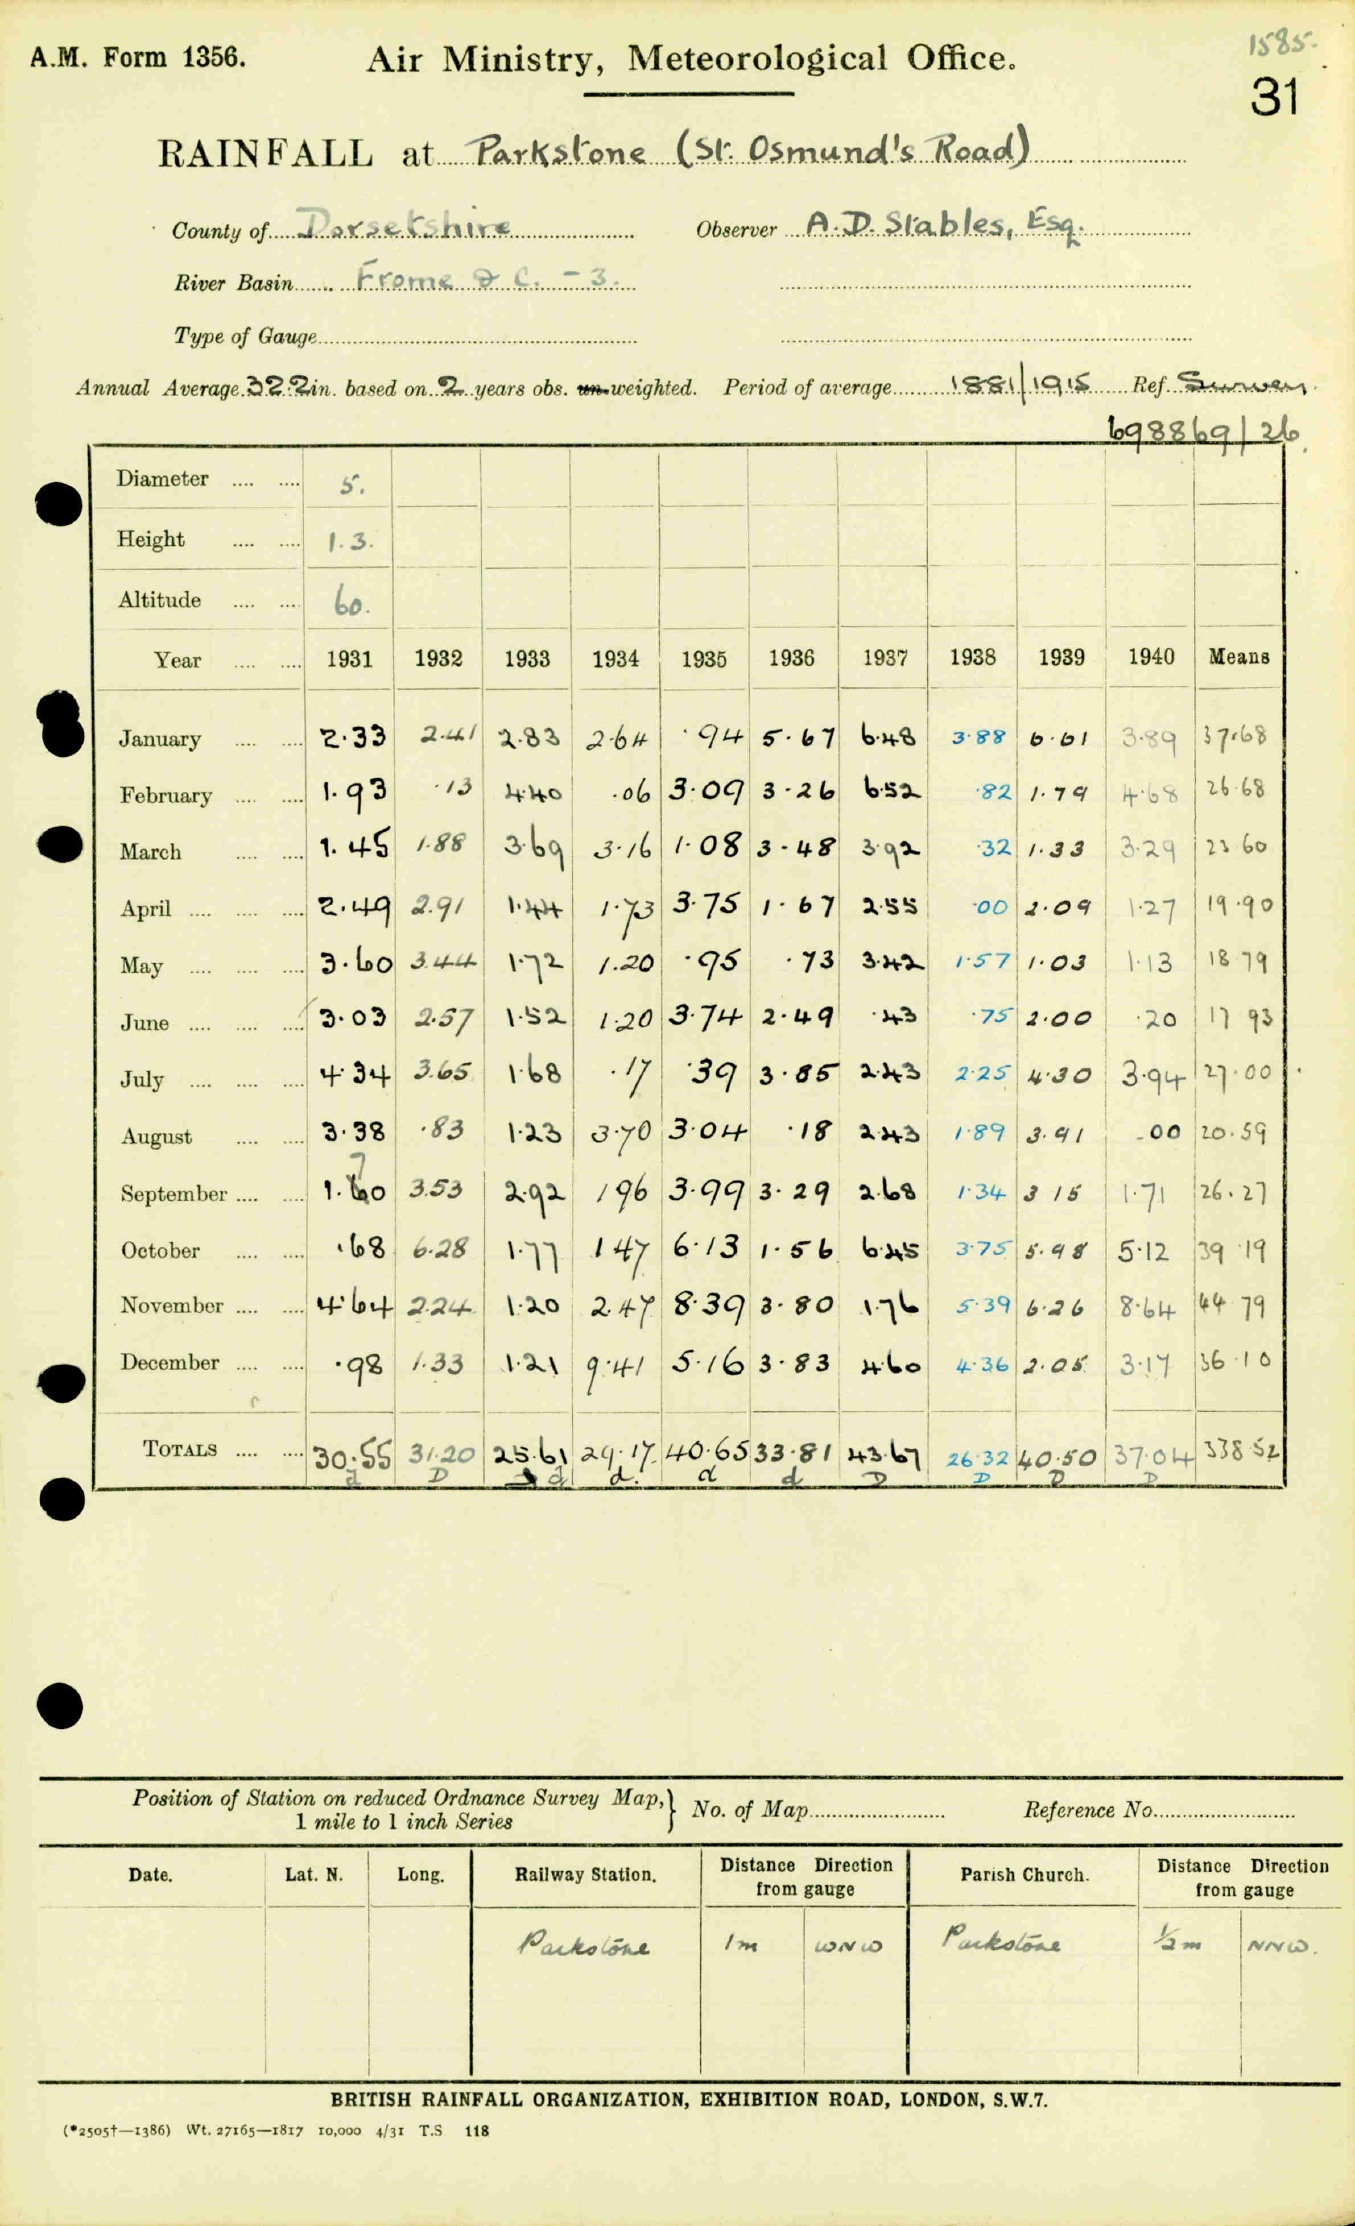 1585.
A.M. Form 1356. Air Ministry, Meteorological Office.
31
RAINFALL at Parkstone (St. Osmund's Road)
County of Dorsetshire Observer A.D. Stables, Esq.
River Basin Frome & C. - 3.
Type of Gauge
Annual Average 32.2 in. based on 2 years obs. un-weighted. Period of average 1881/1915 Ref. Survey
698869/26.
Diameter 5.
Height 1.3.
Altitude 60.
Year 1931 1932 1933 1934 1935 1936 1937 1938 1939 1940 Means
January 2.33 2.41 2.83 2.64 .94 5.67 6.48 3.88 6.61 3.89 37.68
February 1.93 .13 4.40 .06 3.09 3.26 6.52 .82 1.79 4.68 26.68
March 1.45 1.88 3.69 3.16 1.08 3.48 3.92 .32 1.33 3.29 23 60
April 2.49 2.91 1.44 1.73 3.75 1.67 2.55 .00 2.09 1.27 19.90
May 3.60 3.44 1.72 1.20 .95 .73 3.42 1.57 1.03 1.13 18 79
June 3.03 2.57 1.52 1.20 3.74 2.49 .43 .75 2.00 .20 17 93
July 4.34 3.65 1.68 .17 .39 3.85 2.43 2.25 4.30 3.94 27.00
August 3.38 .83 1.23 3.70 3.04 .18 2.43 1.89 3.91 .00 20.59
7
September 1.60 3.53 2.92 1 96 3.99 3.29 2.68 1.34 3 15 1.71 26.27
October .68 6.28 1.77 1 47 6.13 1.56 6.45 3.75 5.98 5.12 39 19
November 4.64 2.24 1.20 2.47 8.39 3.80 1.76 5.39 6.26 8.64 44 79
December .98 1.33 1.21 9.41 5.16 3.83 4.60 4.36 2.05 3.17 36.10
TOTALS 30.55 31.20 25.61 29.17 40.65 33.81 43.67 26.32 40.50 37.04 338 52
d D d d. d d D D D D
Position of Station on reduced Ordnance Survey Map, } No. of Map Reference No.
1 mile to 1 inch Series
Date. Lat. N. Long. Railway Station. Distance Direction from gauge Parish Church. Distance Direction from gauge
Parkstone 1m WNW Parkstone ½m NNW.
BRITISH RAINFALL ORGANIZATION, EXHIBITION ROAD, LONDON, S.W.7.
(*2505†—1386) Wt. 27165—1817 10,000 4/31 T.S 118